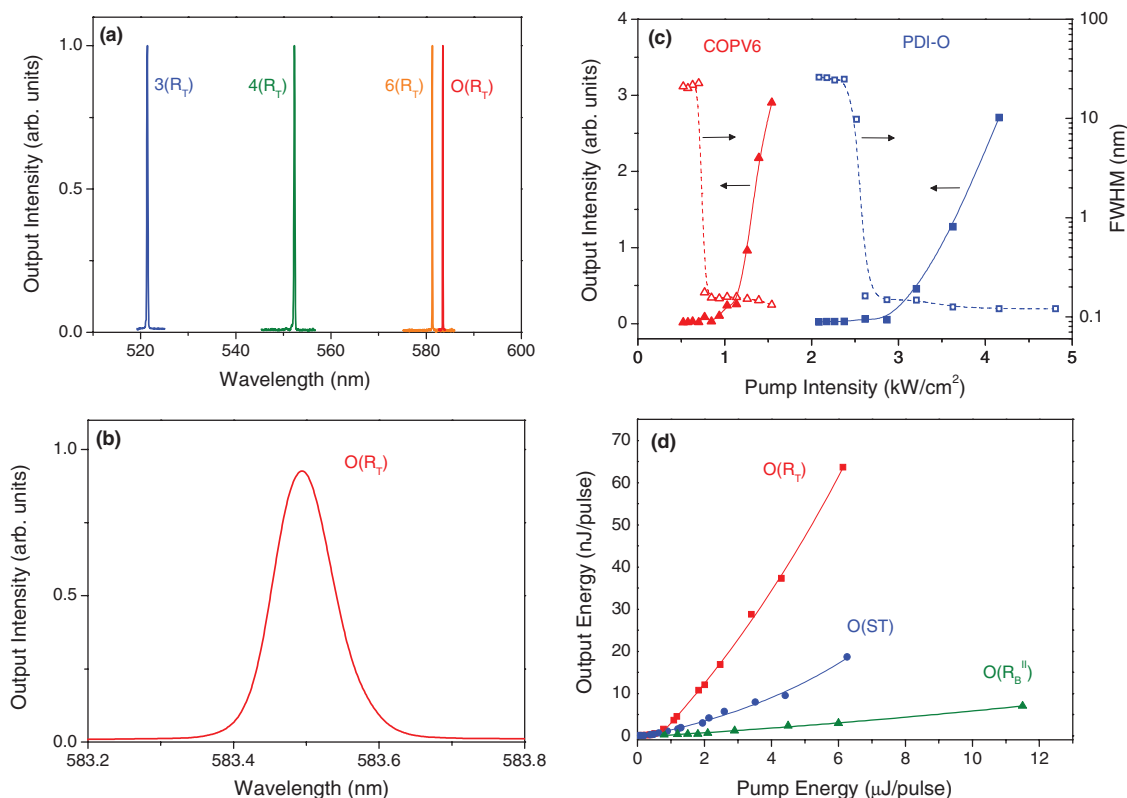 (a)
3(R_T)
4(R_T)
6(R_T)
O(R_T)
1.0
0.5
0.0
Output Intensity (arb. units)
520 540 560 580 600
Wavelength (nm)
(c)
COPV6
PDI-O
4
3
2
1
0
Output Intensity (arb. units)
100
10
1
0.1
FWHM (nm)
0 1 2 3 4 5
Pump Intensity (kW/cm²)
(b)
O(R_T)
1.0
0.5
0.0
Output Intensity (arb. units)
583.2 583.4 583.6 583.8
Wavelength (nm)
(d)
O(R_T)
O(ST)
O(R_B^II)
70
60
50
40
30
20
10
0
Output Energy (nJ/pulse)
0 2 4 6 8 10 12
Pump Energy (μJ/pulse)